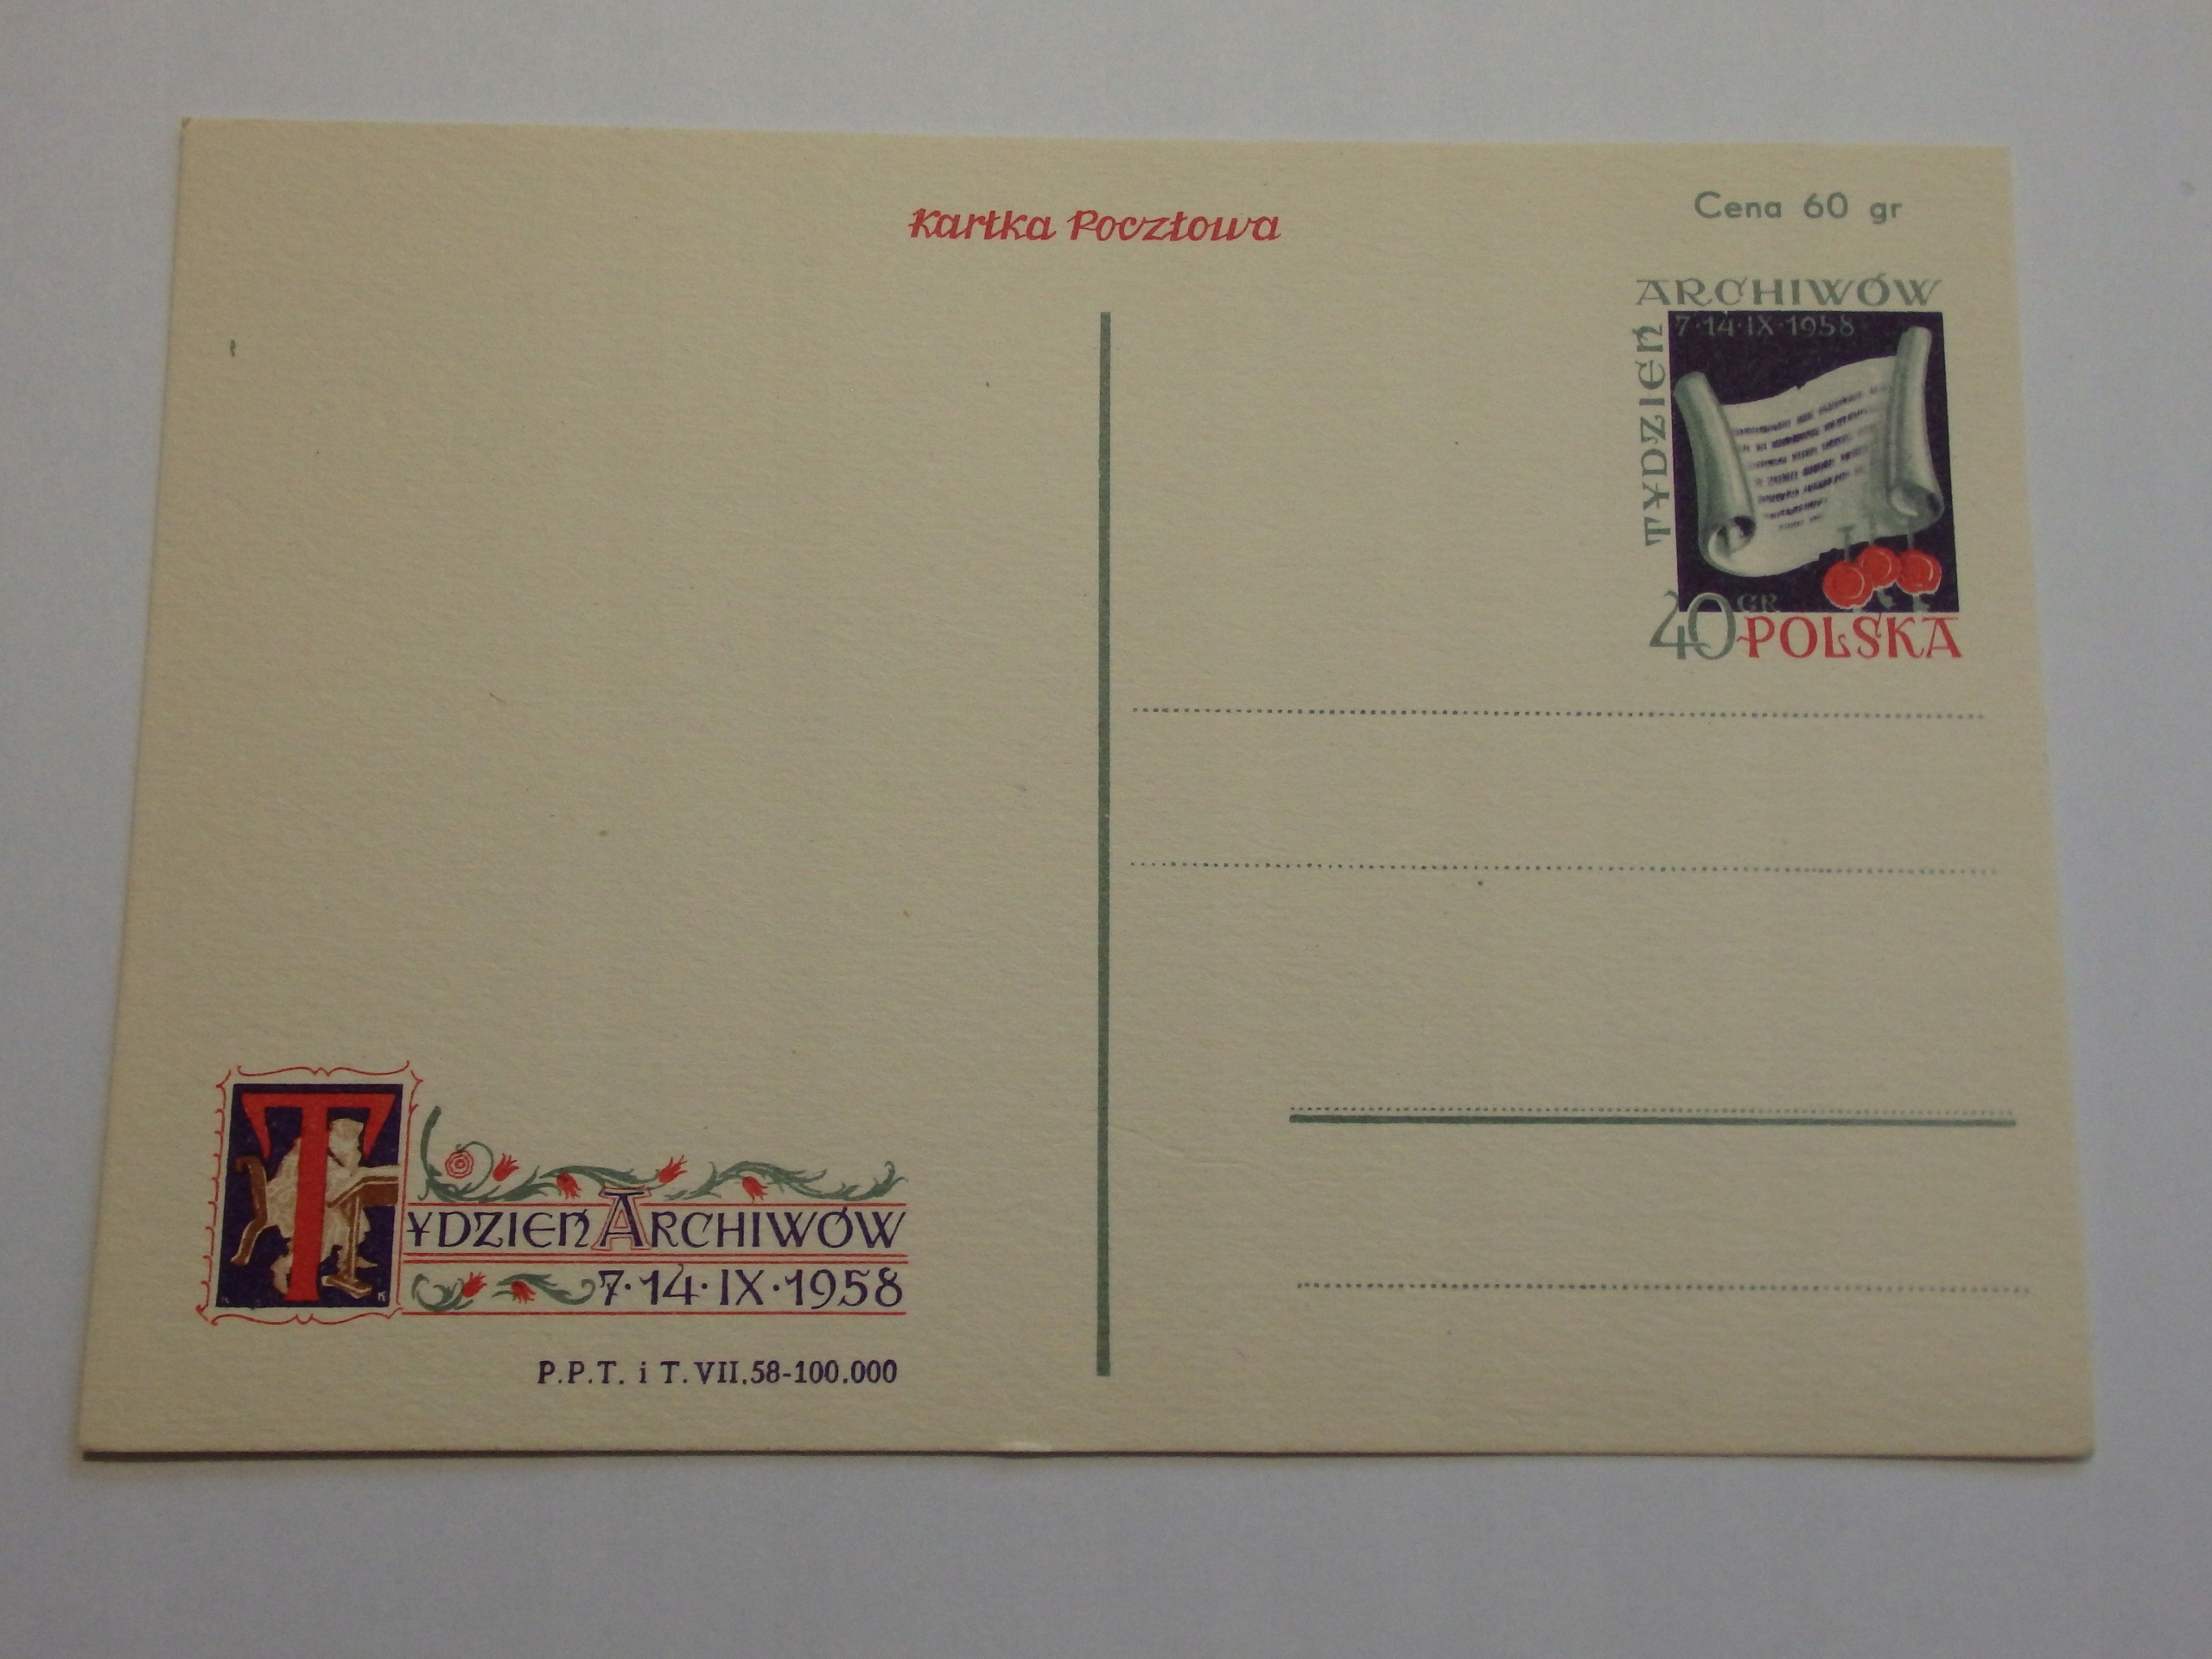 Kartka Pocztowa
Cena 60 gr
TYDZIEŃ ARCHIWÓW
7·14·IX·1958
40 GR POLSKA
TYDZIEŃ ARCHIWÓW
7·14·IX·1958
P.P.T. i T. VII.58-100.000